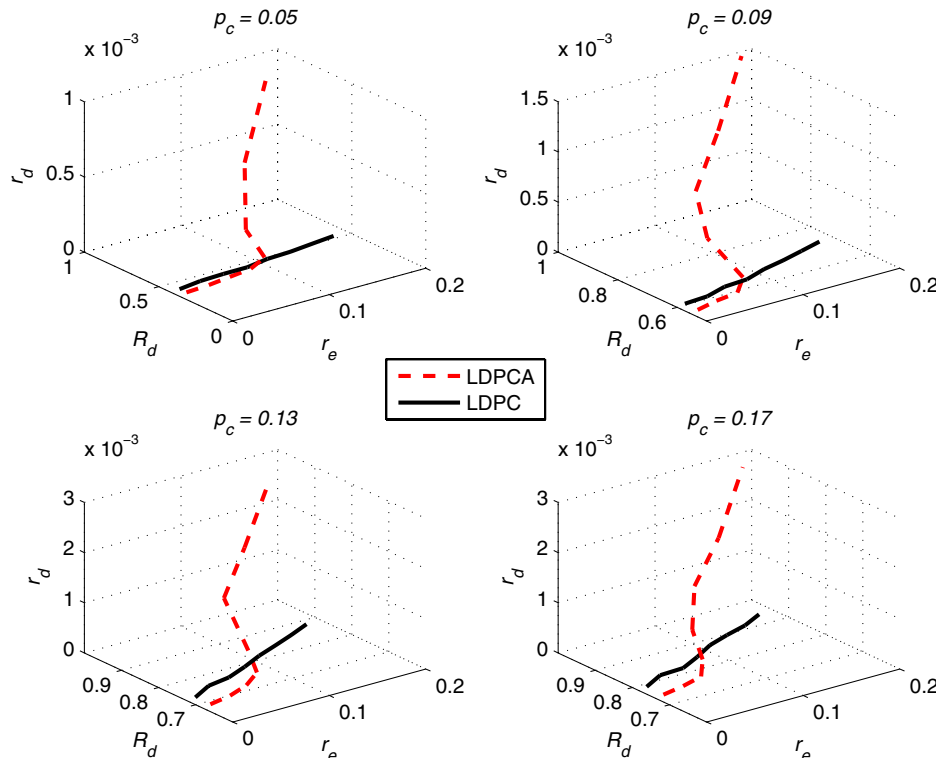 p_c = 0.05
x 10^-3
1
0.5
0
r_d
1
0.5
0
R_d
0
0.1
0.2
r_e
p_c = 0.09
x 10^-3
1.5
1
0.5
0
r_d
1
0.8
0.6
R_d
0
0.1
0.2
r_e
LDPCA
LDPC
p_c = 0.13
x 10^-3
3
2
1
0
r_d
0.9
0.8
0.7
R_d
0
0.1
0.2
r_e
p_c = 0.17
x 10^-3
3
2
1
0
r_d
0.9
0.8
0.7
R_d
0
0.1
0.2
r_e